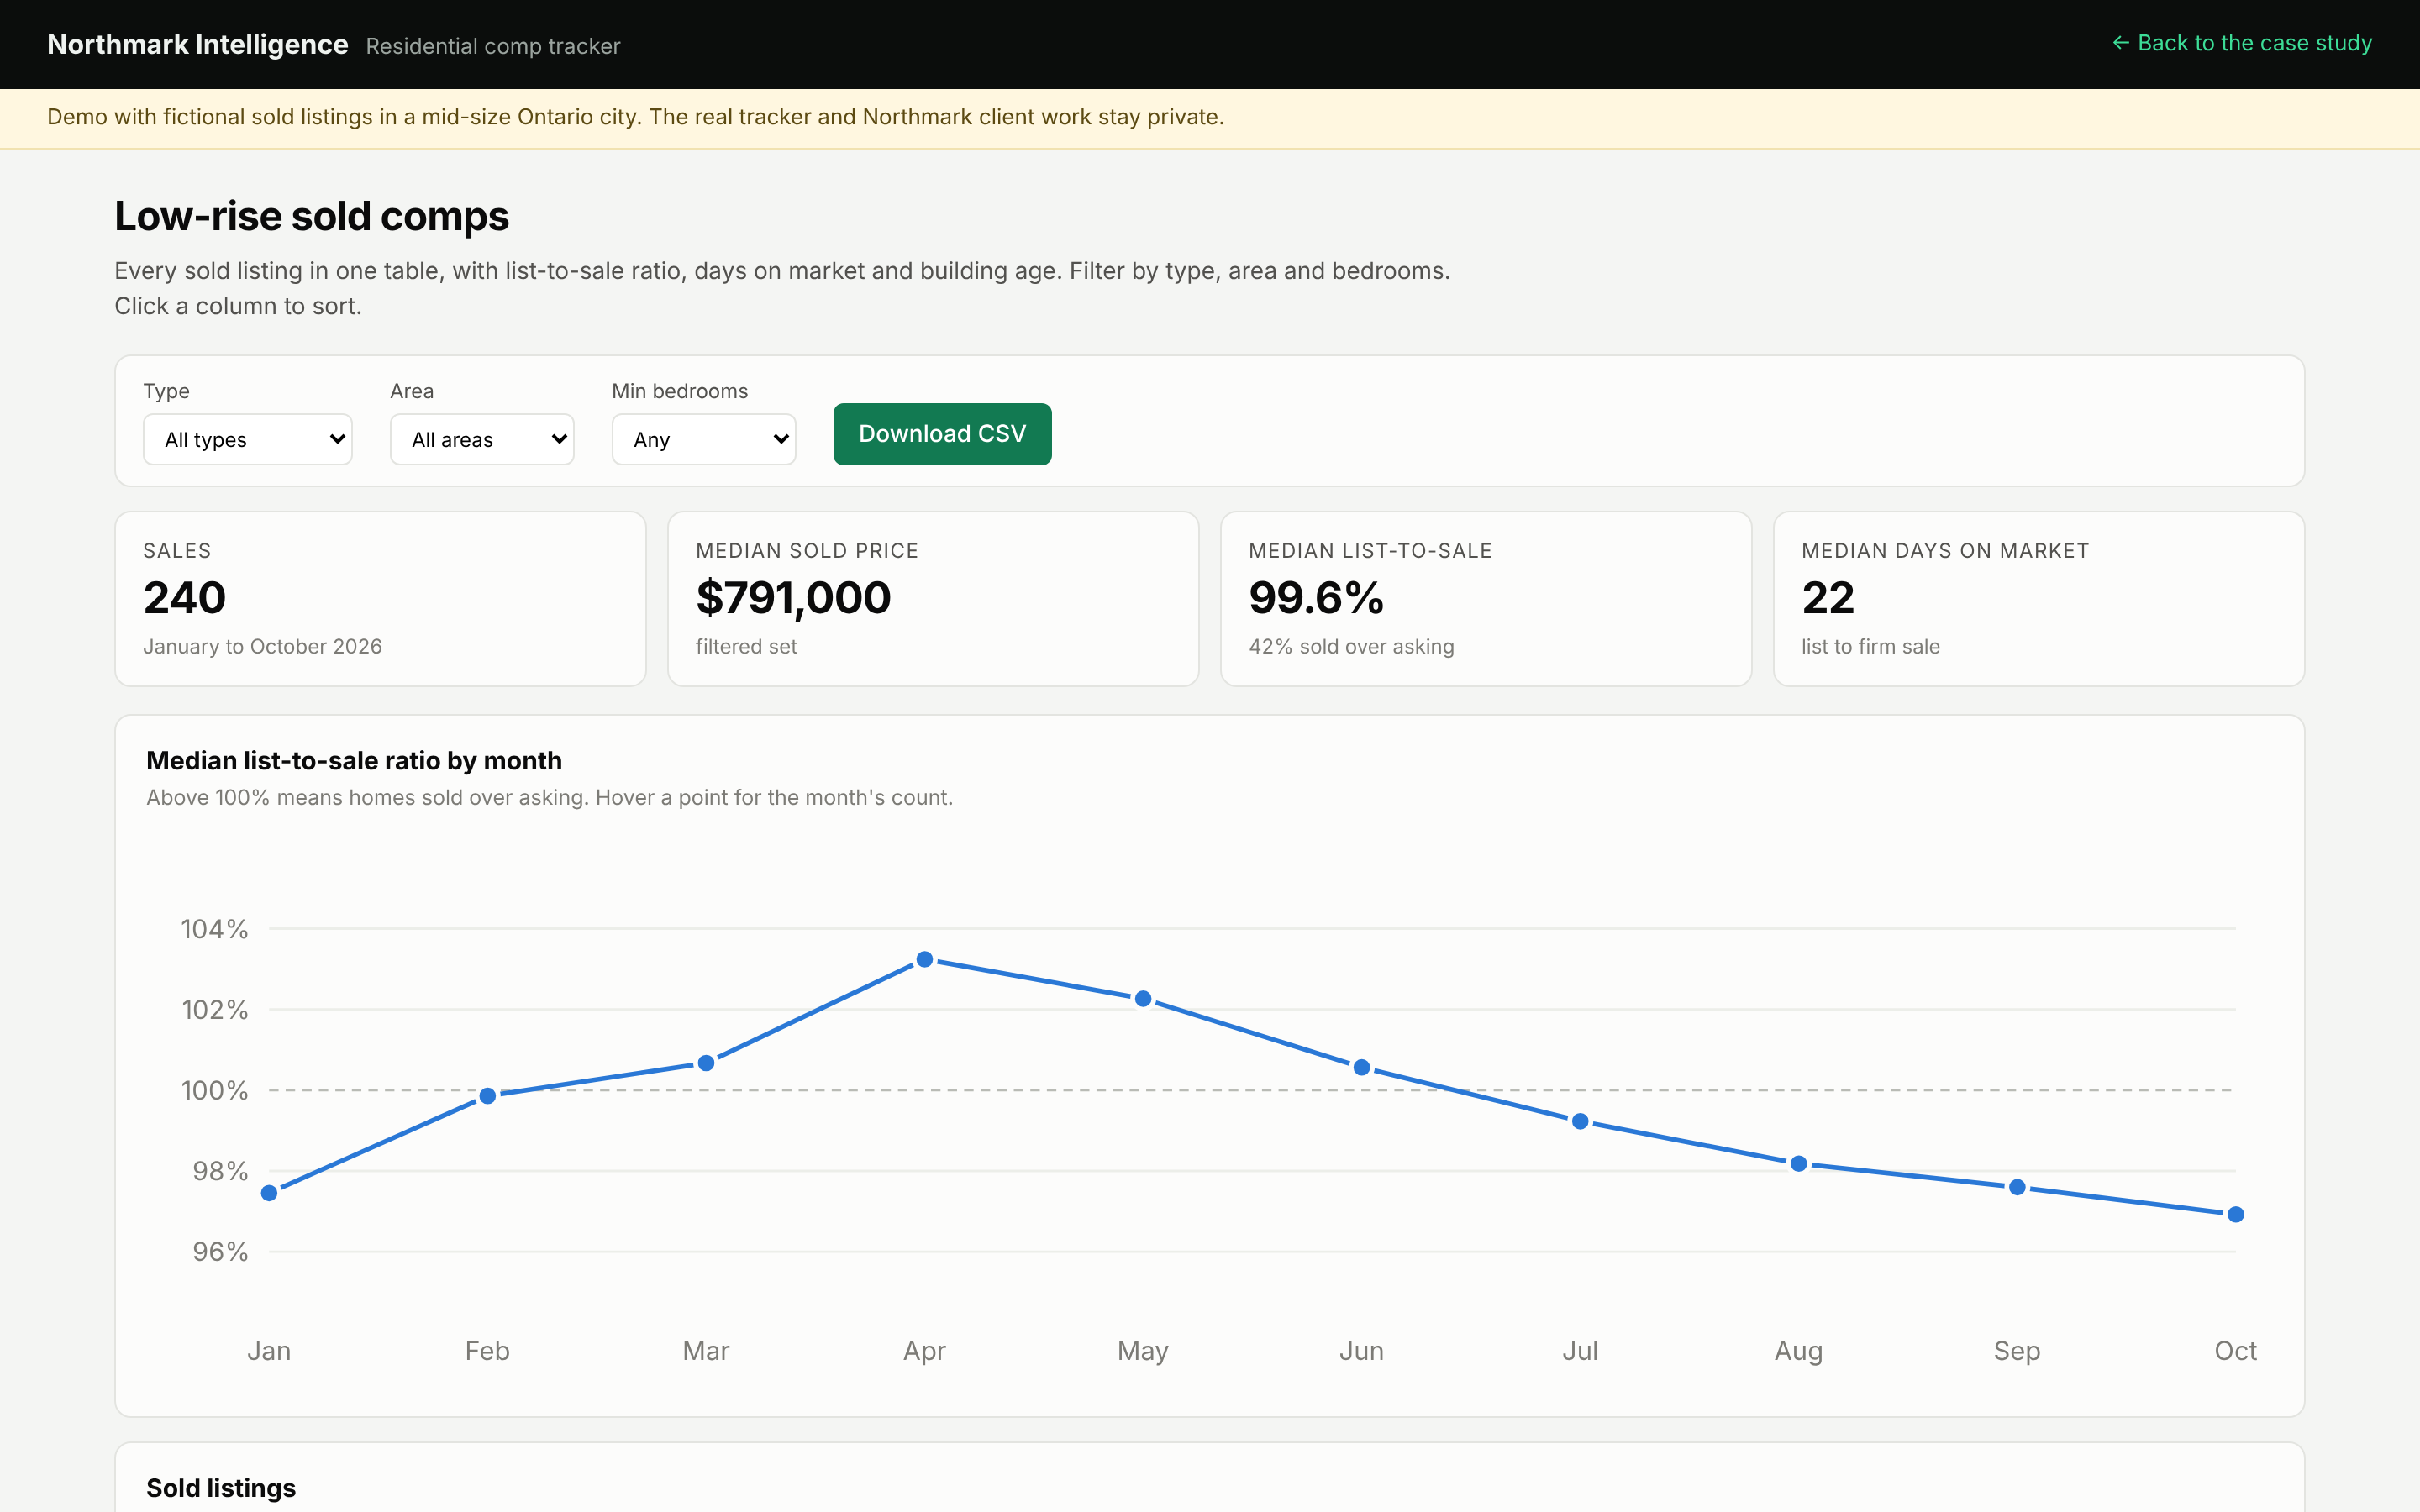 Northmark Intelligence Residential comp tracker
← Back to the case study
Demo with fictional sold listings in a mid-size Ontario city. The real tracker and Northmark client work stay private.
Low-rise sold comps
Every sold listing in one table, with list-to-sale ratio, days on market and building age. Filter by type, area and bedrooms.
Click a column to sort.
Type
All types
Area
All areas
Min bedrooms
Any
Download CSV
SALES
240
January to October 2026
MEDIAN SOLD PRICE
$791,000
filtered set
MEDIAN LIST-TO-SALE
99.6%
42% sold over asking
MEDIAN DAYS ON MARKET
22
list to firm sale
Median list-to-sale ratio by month
Above 100% means homes sold over asking. Hover a point for the month's count.
104%
102%
100%
98%
96%
Jan Feb Mar Apr May Jun Jul Aug Sep Oct
Sold listings